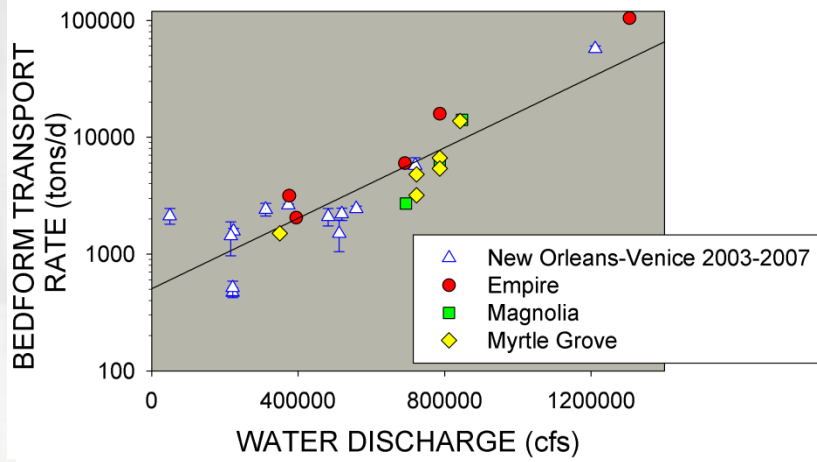 100000
10000
1000
100
BEDFORM TRANSPORT
RATE (tons/d)
New Orleans-Venice 2003-2007
Empire
Magnolia
Myrtle Grove
0
400000
800000
1200000
WATER DISCHARGE (cfs)